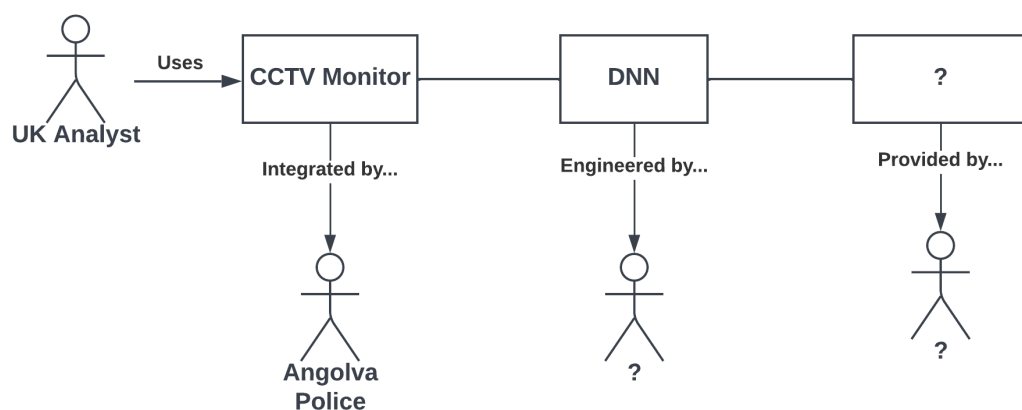 Uses
CCTV Monitor
DNN
?
UK Analyst
Integrated by...
Engineered by...
Provided by...
Angolva
Police
?
?